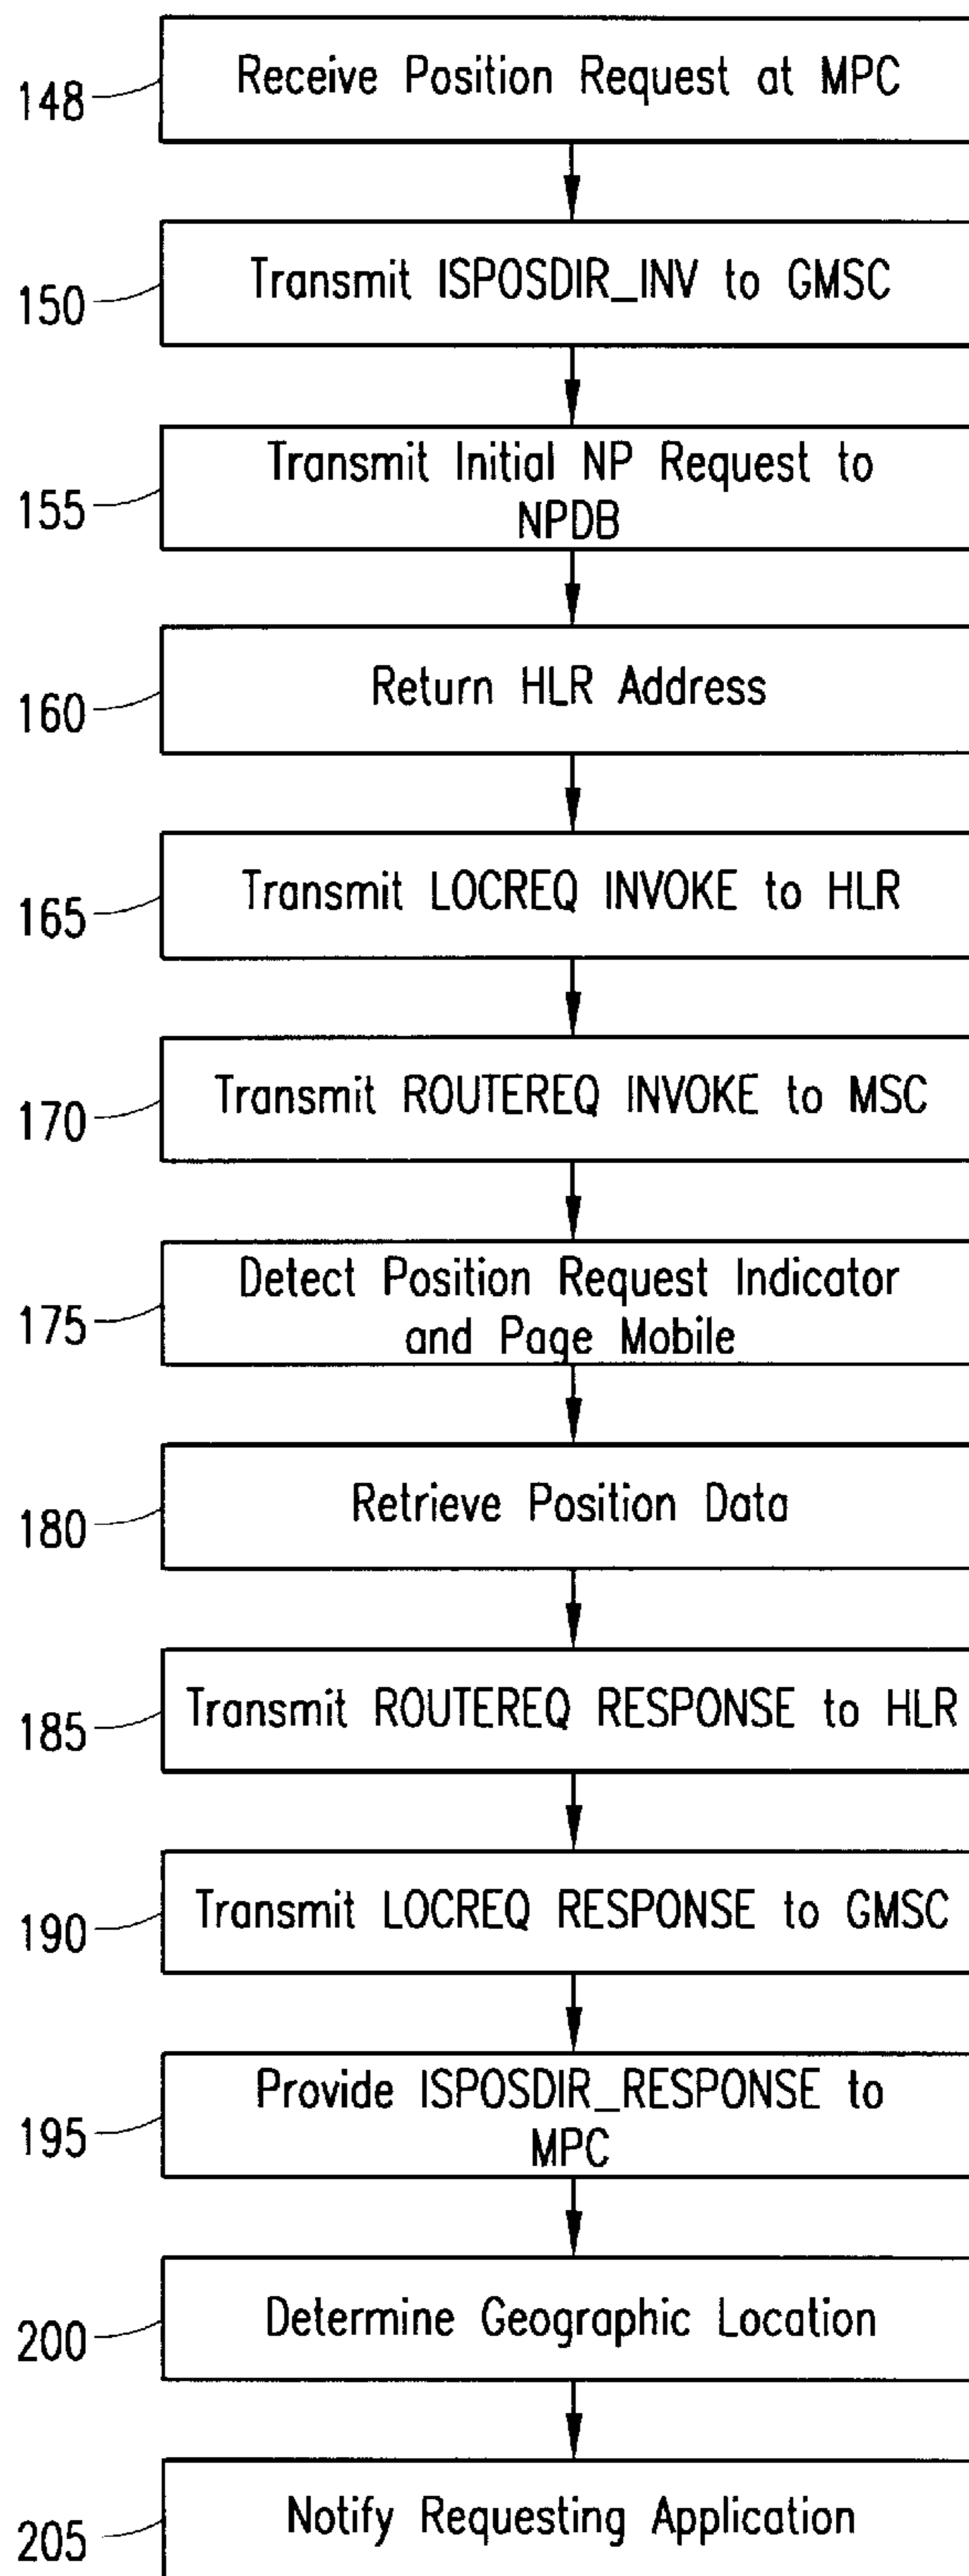 148
Receive Position Request at MPC
150
Transmit ISPOSDIR_INV to GMSC
155
Transmit Initial NP Request to
NPDB
160
Return HLR Address
165
Transmit LOCREQ INVOKE to HLR
170
Transmit ROUTEREQ INVOKE to MSC
175
Detect Position Request Indicator
and Page Mobile
180
Retrieve Position Data
185
Transmit ROUTEREQ RESPONSE to HLR
190
Transmit LOCREQ RESPONSE to GMSC
195
Provide ISPOSDIR_RESPONSE to
MPC
200
Determine Geographic Location
205
Notify Requesting Application